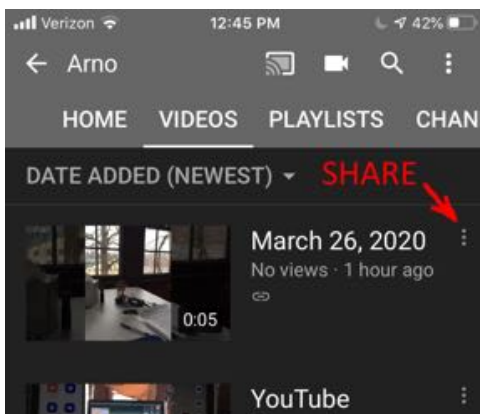 Verizon 12:45 PM 42%
Arno
HOME VIDEOS PLAYLISTS CHAN
DATE ADDED (NEWEST) SHARE
March 26, 2020
No views · 1 hour ago
0:05
YouTube